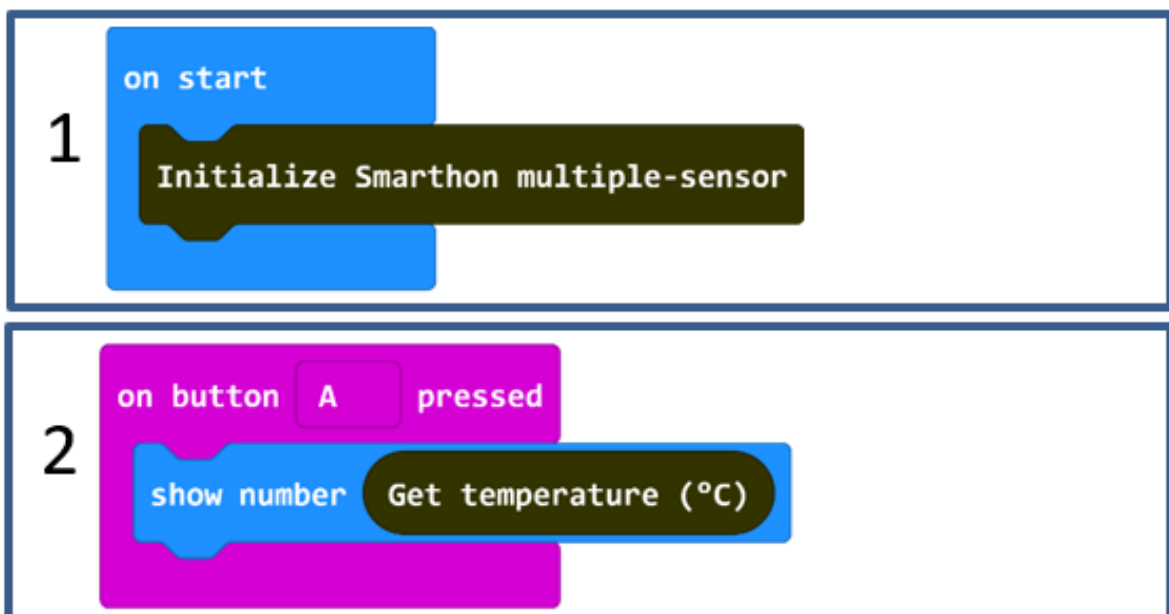 1
on start
Initialize Smarthon multiple-sensor
2
on button A pressed
show number Get temperature (°C)